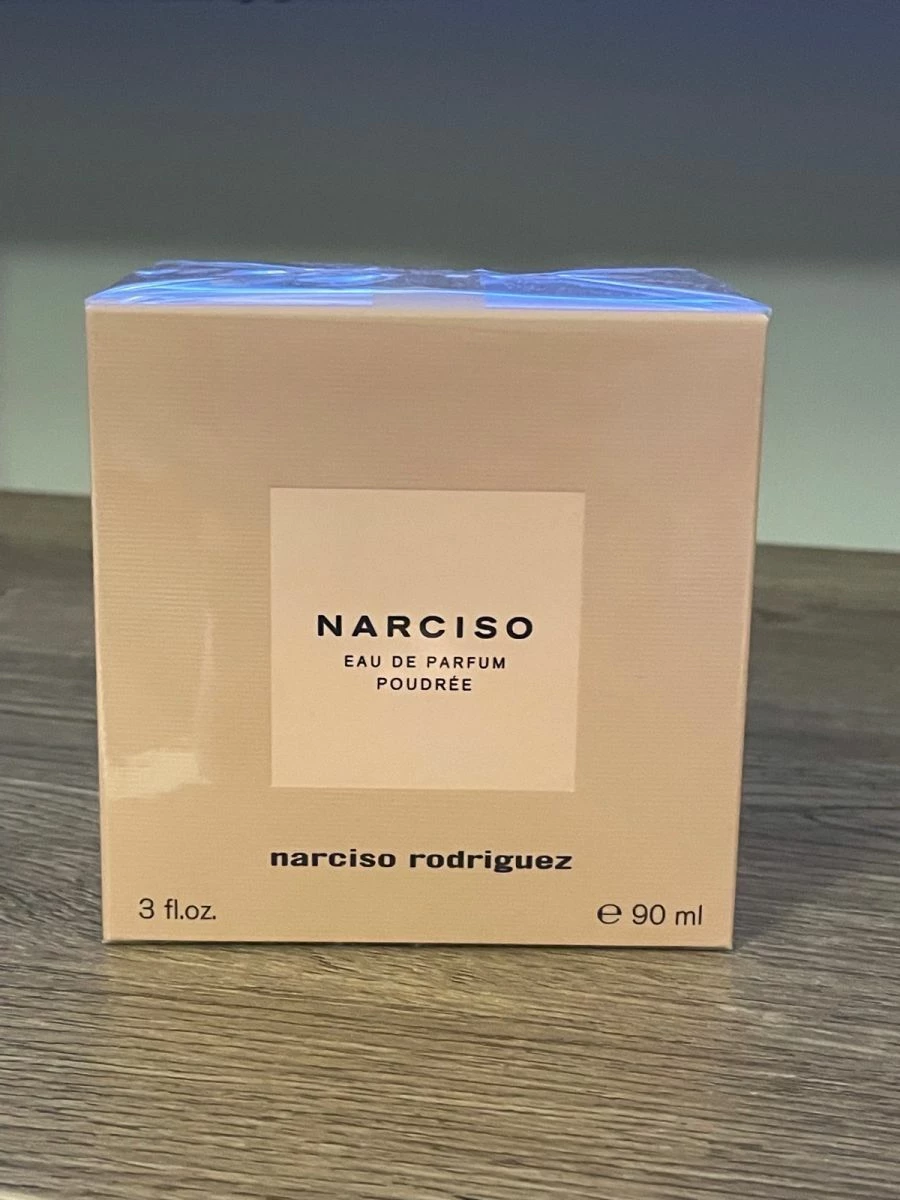 NARCISO
EAU DE PARFUM
POUDRÉE
narciso rodriguez
3 fl.oz.
℮ 90 ml